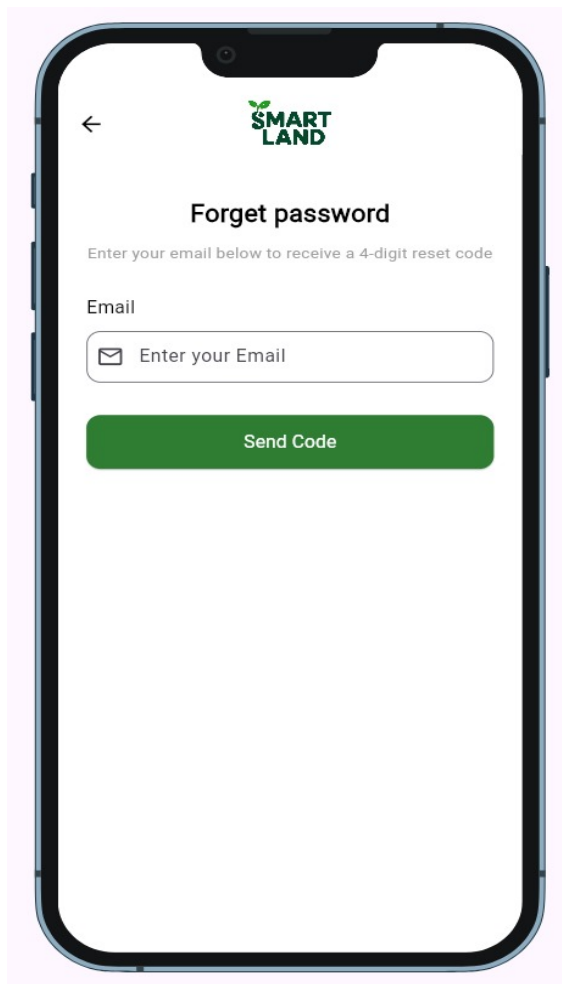 SMART
LAND
Forget password
Enter your email below to receive a 4-digit reset code
Email
Enter your Email
Send Code